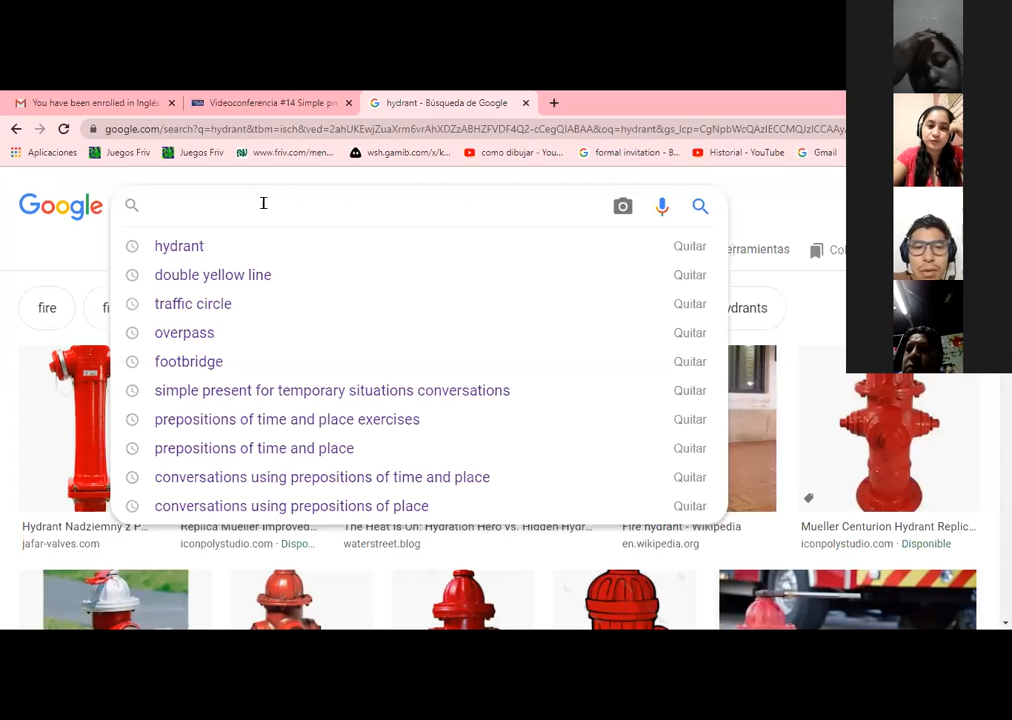 You have been enrolled in Inglés
Videoconferencia #14 Simple pre
hydrant - Búsqueda de Google
google.com/search?q=hydrant&tbm=isch&ved=2ahUKEwjZuaXrm6vrAhXDZzABHZFVDF4Q2-cCegQIABAA&oq=hydrant&gs_lcp=CgNpbWcQAzIECCMQJzICCAAy
Aplicaciones
Juegos Friv
Juegos Friv
www.friv.com/men...
wsh.gamib.com/x/k...
como dibujar - You...
formal invitation - B...
Historial - YouTube
Gmail
Google
hydrant Quitar
double yellow line Quitar
traffic circle Quitar
overpass Quitar
footbridge Quitar
simple present for temporary situations conversations Quitar
prepositions of time and place exercises Quitar
prepositions of time and place Quitar
conversations using prepositions of time and place Quitar
conversations using prepositions of place Quitar
erramientas
Col
fire
fi
ydrants
Hydrant Nadziemny z P...
jafar-valves.com
Replica Mueller Improved...
iconpolystudio.com · Dispo...
The Heat is On: Hydration Hero vs. Hidden Hydr...
waterstreet.blog
Fire hydrant - Wikipedia
en.wikipedia.org
Mueller Centurion Hydrant Replic...
iconpolystudio.com · Disponible